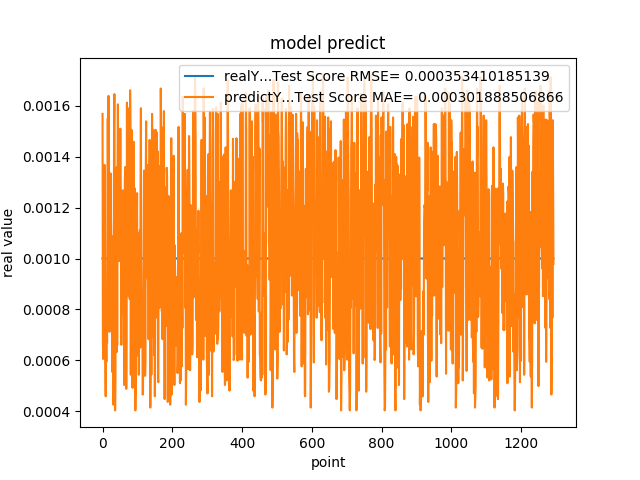 model predict
realY...Test Score RMSE= 0.000353410185139
predictY...Test Score MAE= 0.000301888506866
real value
0.0016
0.0014
0.0012
0.0010
0.0008
0.0006
0.0004
0 200 400 600 800 1000 1200
point